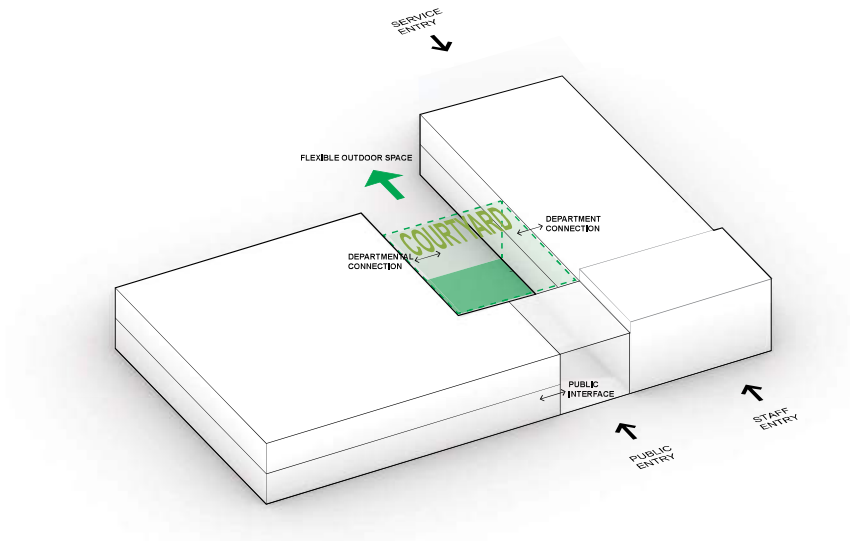 SERVICE
ENTRY
FLEXIBLE OUTDOOR SPACE
COURTYARD
DEPARTMENT
CONNECTION
DEPARTMENTAL
CONNECTION
PUBLIC
INTERFACE
STAFF
ENTRY
PUBLIC
ENTRY